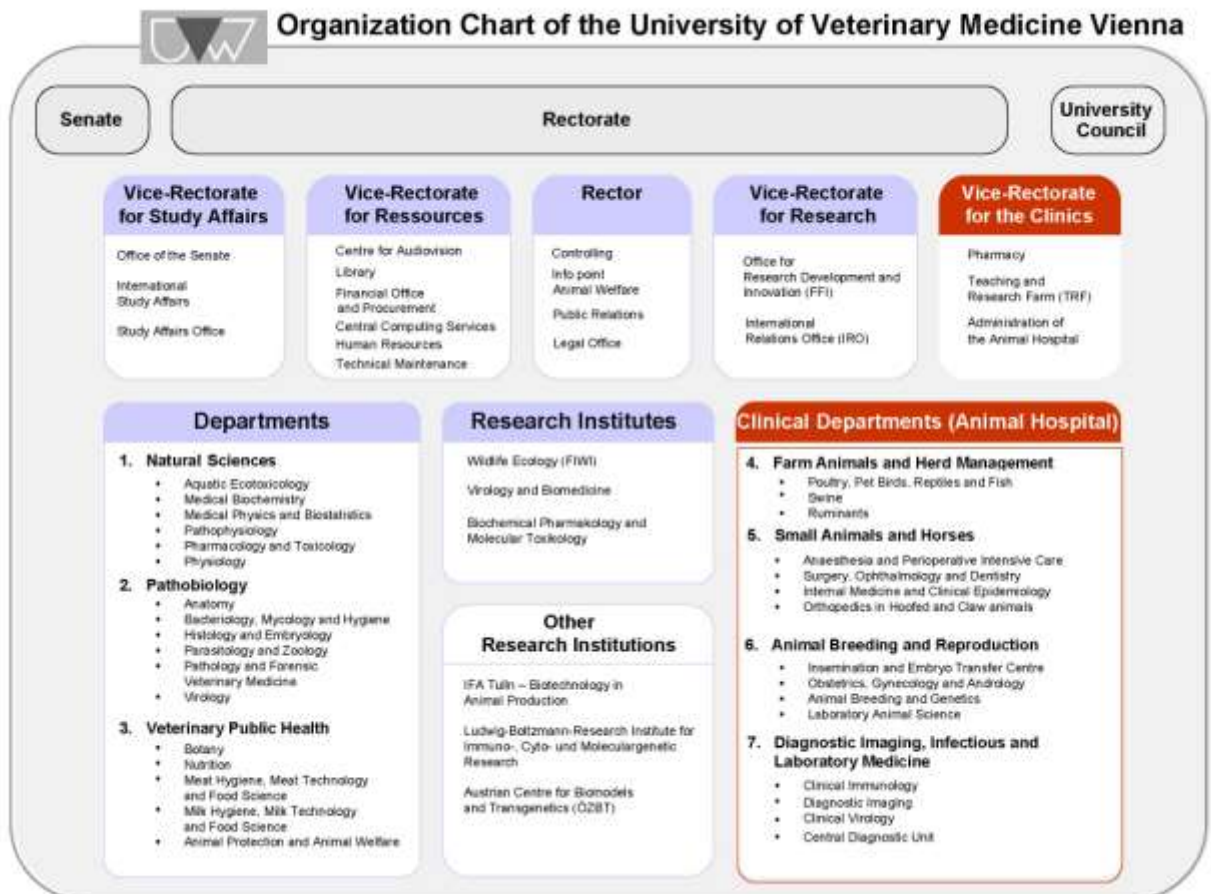 UVW
Organization Chart of the University of Veterinary Medicine Vienna
Senate
Rectorate
University
Council
Vice-Rectorate
for Study Affairs
Office of the Senate
International
Study Affairs
Study Affairs Office
Vice-Rectorate
for Ressources
Centre for Audiovision
Library
Financial Office
and Procurement
Central Computing Services
Human Resources
Technical Maintenance
Rector
Controlling
Info point
Animal Welfare
Public Relations
Legal Office
Vice-Rectorate
for Research
Office for
Research Development and
Innovation (FFI)
International
Relations Office (IRO)
Vice-Rectorate
for the Clinics
Pharmacy
Teaching and
Research Farm (TRF)
Administration of
the Animal Hospital
Departments
1. Natural Sciences
• Aquatic Ecotoxicology
• Medical Biochemistry
• Medical Physics and Biostatistics
• Pathophysiology
• Pharmacology and Toxicology
• Physiology
2. Pathobiology
• Anatomy
• Bacteriology, Mycology and Hygiene
• Histology and Embryology
• Parasitology and Zoology
• Pathology and Forensic
Veterinary Medicine
• Virology
3. Veterinary Public Health
• Botany
• Nutrition
• Meat Hygiene, Meat Technology
and Food Science
• Milk Hygiene, Milk Technology
and Food Science
• Animal Protection and Animal Welfare
Research Institutes
Wildlife Ecology (FIWI)
Virology and Biomedicine
Biochemical Pharmakology and
Molecular Toxikology
Other
Research Institutions
IFA Tulln – Biotechnology in
Animal Production
Ludwig-Boltzmann-Research Institute for
Immuno-, Cyto- und Moleculargenetic
Research
Austrian Centre for Biomodels
and Transgenetics (ÖZBT)
Clinical Departments (Animal Hospital)
4. Farm Animals and Herd Management
• Poultry, Pet Birds, Reptiles and Fish
• Swine
• Ruminants
5. Small Animals and Horses
• Anaesthesia and Perioperative Intensive Care
• Surgery, Ophthalmology and Dentistry
• Internal Medicine and Clinical Epidemiology
• Orthopedics in Hoofed and Claw animals
6. Animal Breeding and Reproduction
• Insemination and Embryo Transfer Centre
• Obstetrics, Gynecology and Andrology
• Animal Breeding and Genetics
• Laboratory Animal Science
7. Diagnostic Imaging, Infectious and
Laboratory Medicine
• Clinical Immunology
• Diagnostic Imaging
• Clinical Virology
• Central Diagnostic Unit